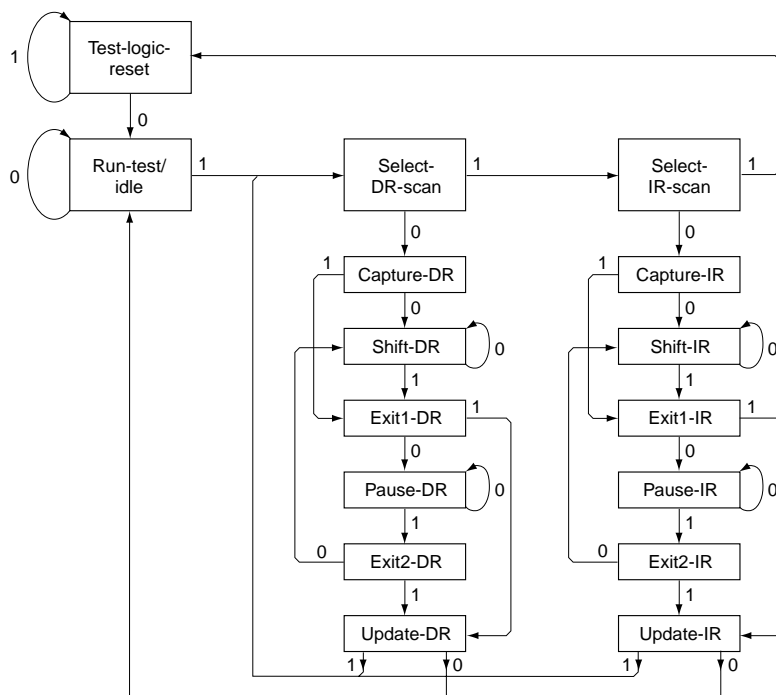 Test-logic-
reset
1
0
Run-test/
idle
0
1
Select-
DR-scan
1
Select-
IR-scan
1
0
0
1
Capture-DR
1
Capture-IR
0
0
Shift-DR
0
Shift-IR
0
1
1
Exit1-DR
1
Exit1-IR
1
0
0
Pause-DR
0
Pause-IR
0
1
1
0
Exit2-DR
0
Exit2-IR
1
1
Update-DR
Update-IR
1
0
1
0